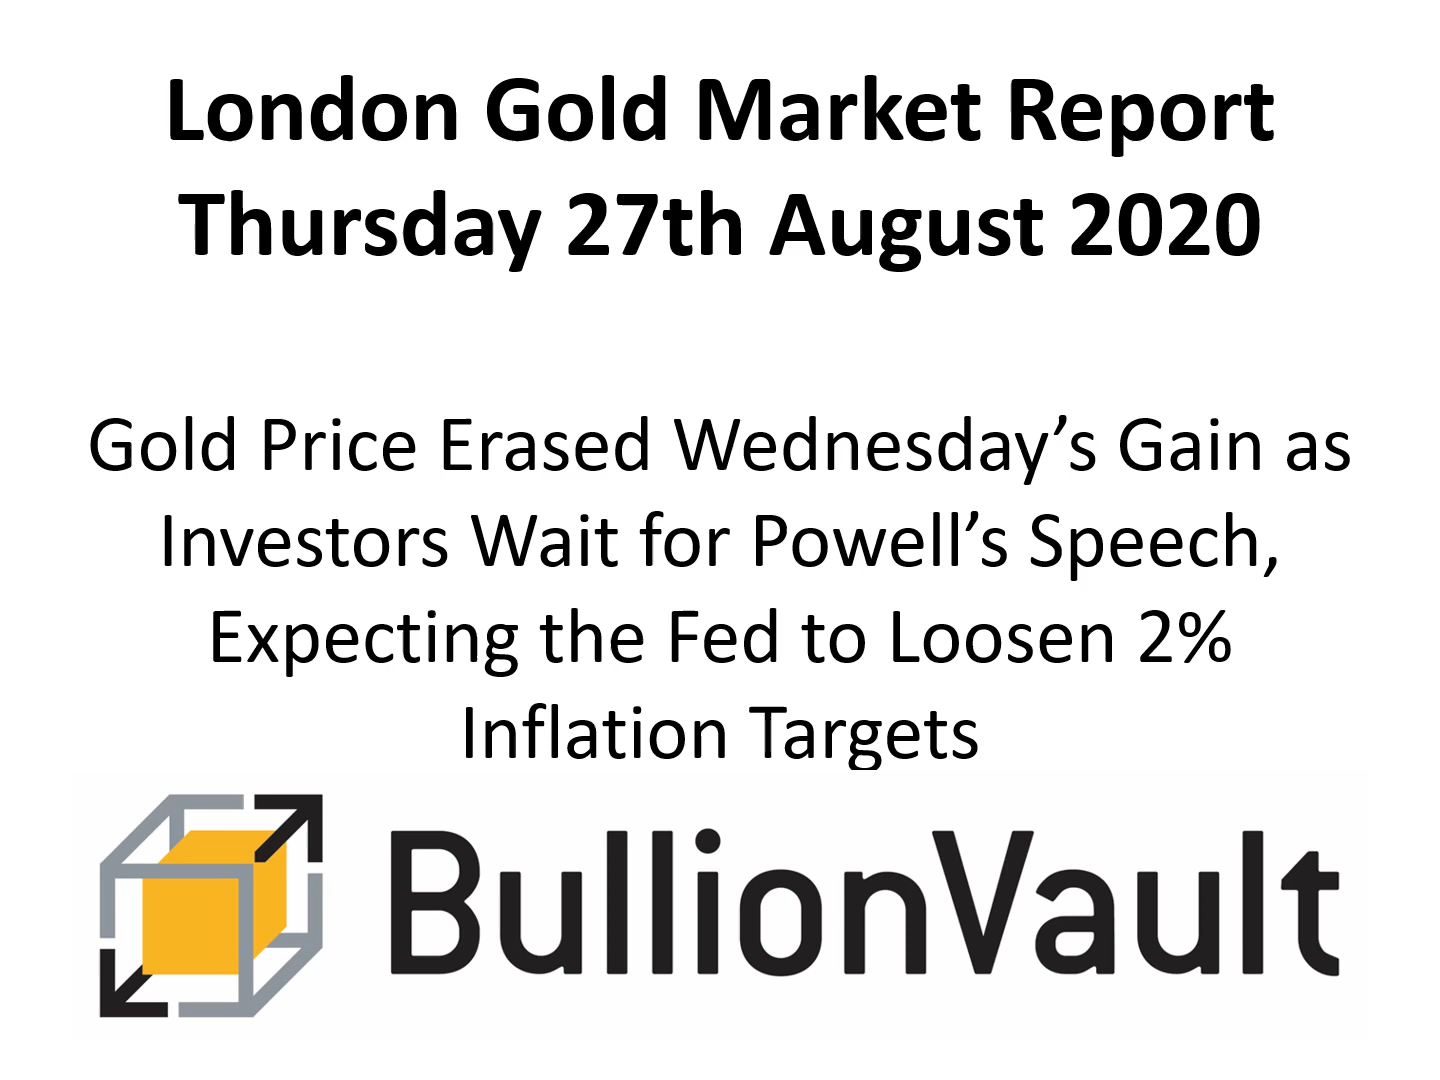 London Gold Market Report
Thursday 27th August 2020
Gold Price Erased Wednesday’s Gain as
Investors Wait for Powell’s Speech,
Expecting the Fed to Loosen 2%
Inflation Targets
BullionVault